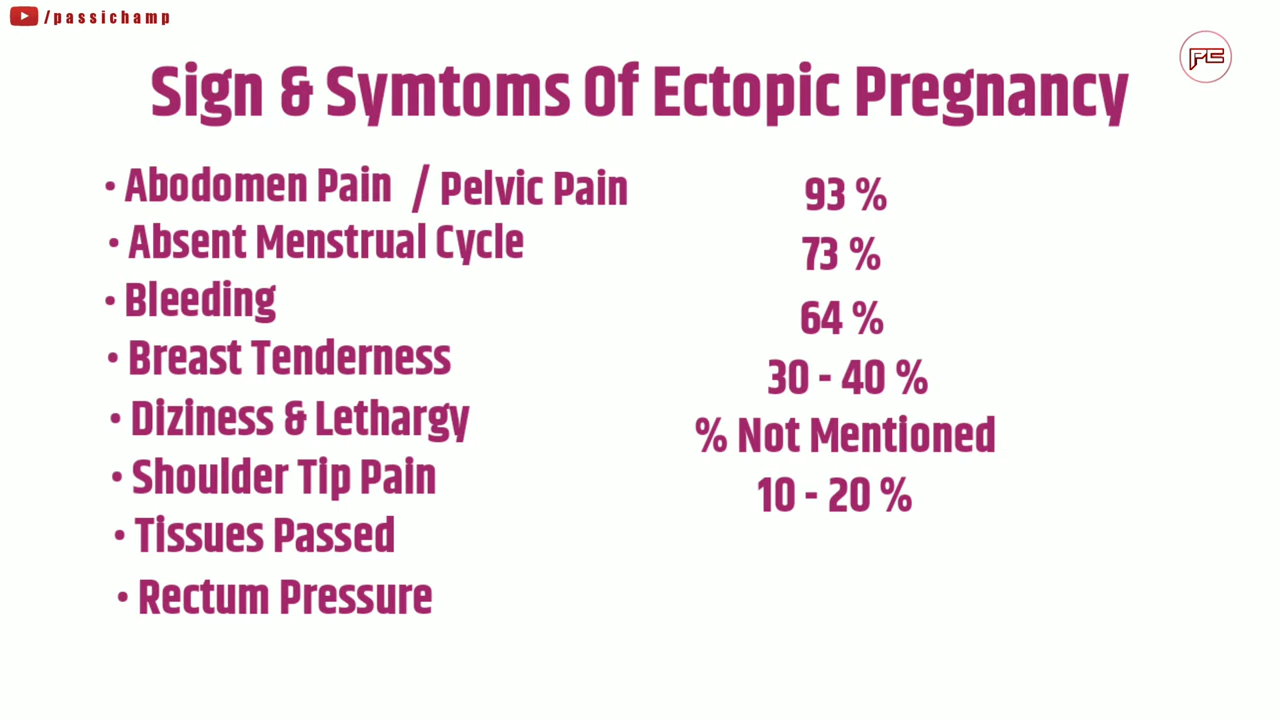 /passichamp
PC
Sign & Symtoms Of Ectopic Pregnancy
• Abodomen Pain / Pelvic Pain 93 %
• Absent Menstrual Cycle 73 %
• Bleeding 64 %
• Breast Tenderness 30 - 40 %
• Diziness & Lethargy % Not Mentioned
• Shoulder Tip Pain 10 - 20 %
• Tissues Passed
• Rectum Pressure